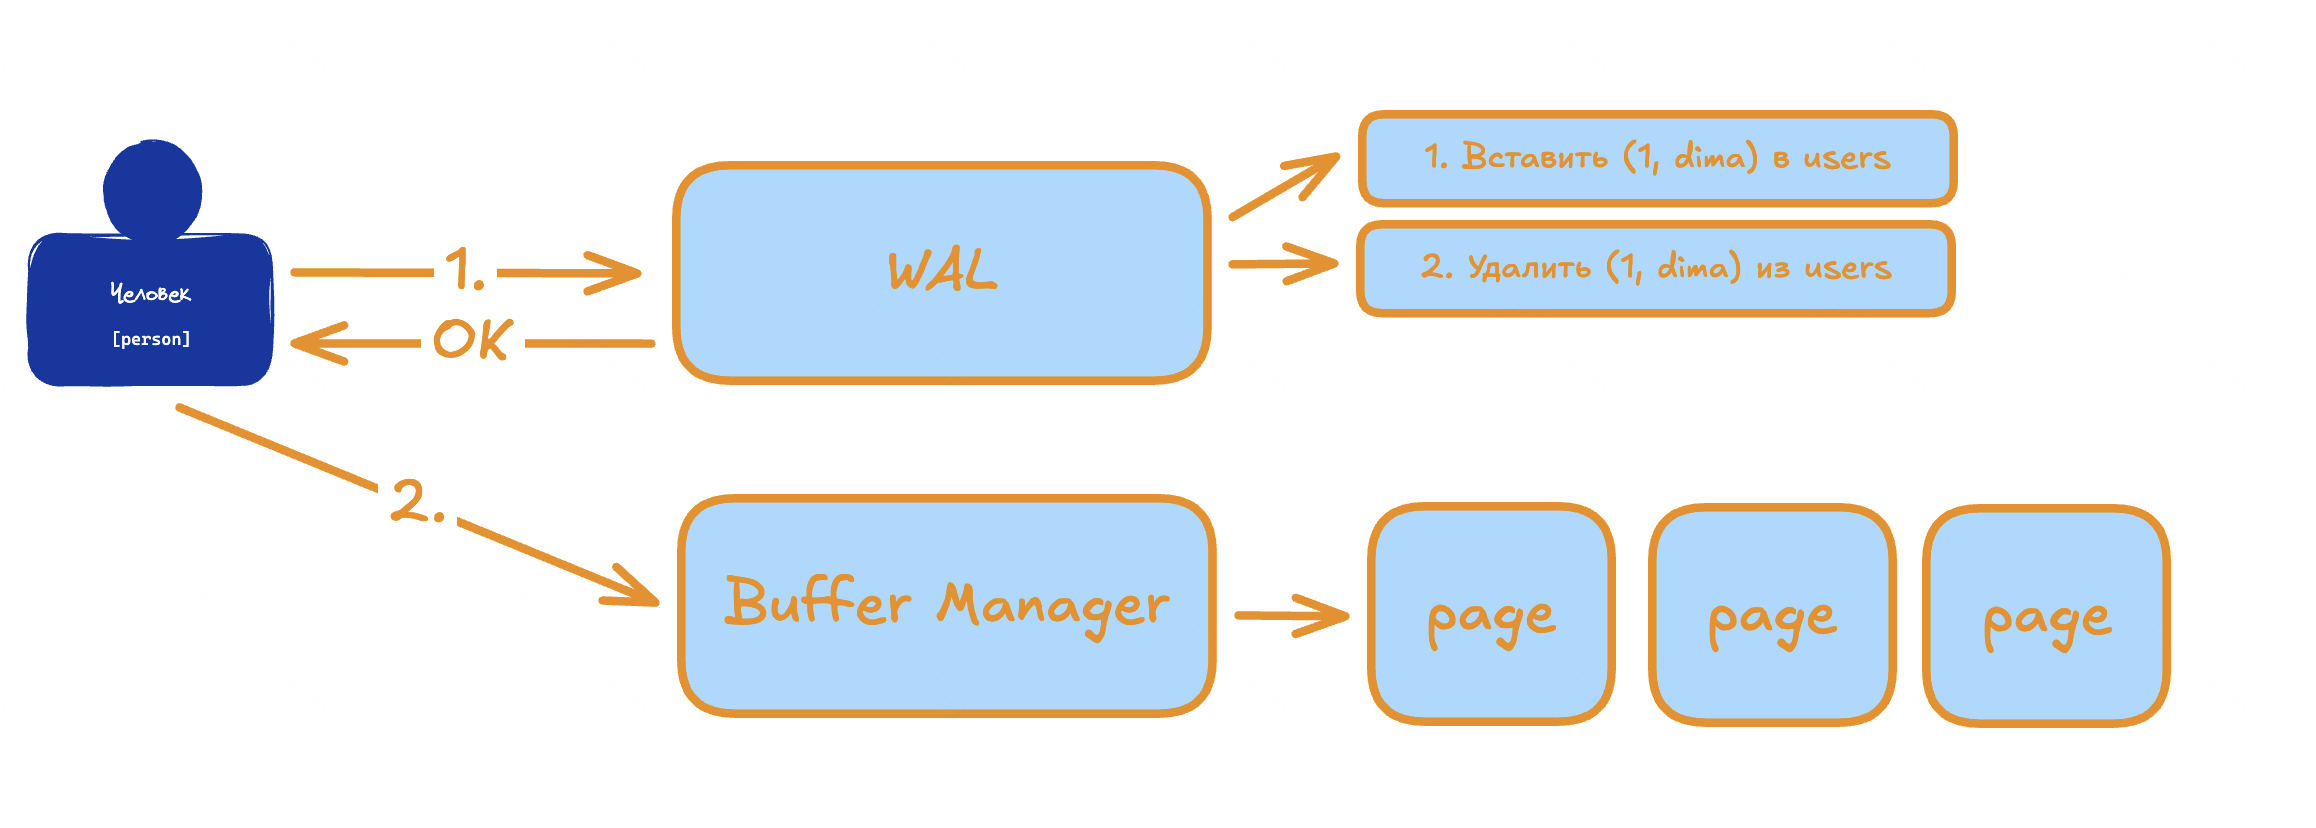 Человек
[person]
1.
OK
2.
WAL
1. Вставить (1, dima) в users
2. Удалить (1, dima) из users
Buffer Manager
page
page
page